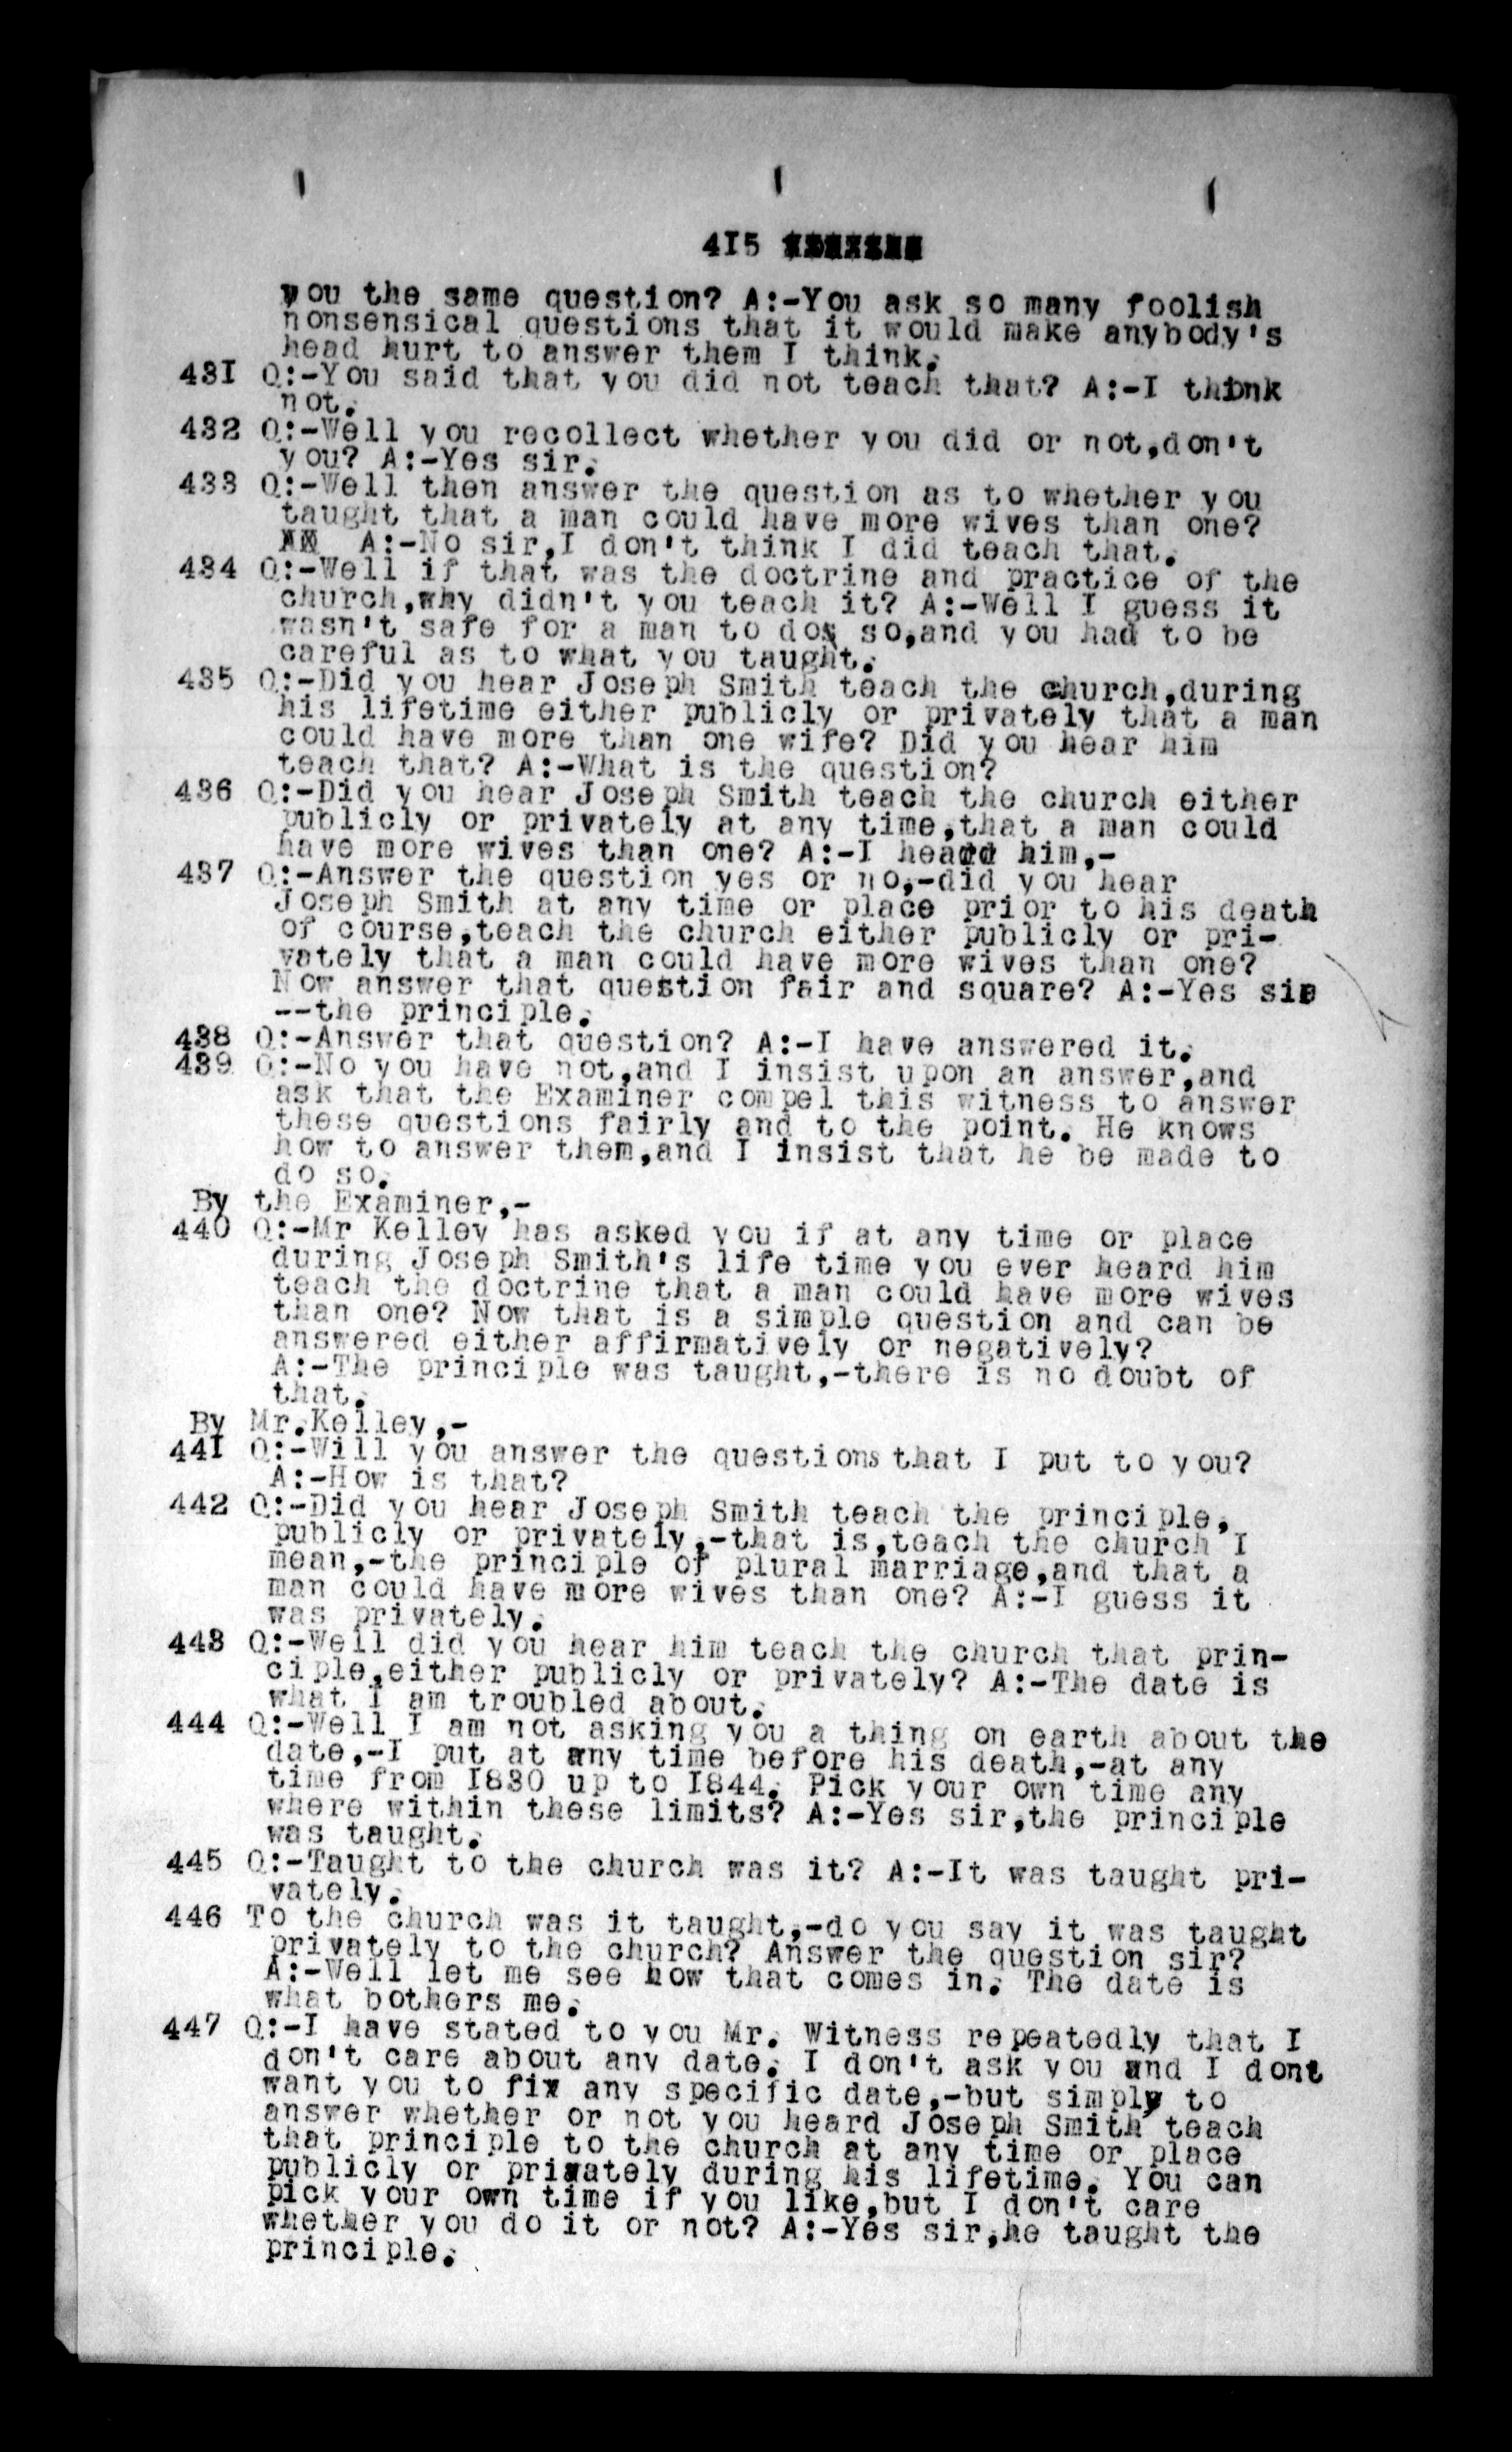 415
you the same question? A:-You ask so many foolish
nonsensical questions that it would make anybody's
head hurt to answer them I think.
431 Q:-You said that you did not teach that? A:-I think
not.
432 Q:-Well you recollect whether you did or not,don't
you? A:-Yes sir.
433 Q:-Well then answer the question as to whether you
taught that a man could have more wives than one?
A:-No sir,I don't think I did teach that.
434 Q:-Well if that was the doctrine and practice of the
church,why didn't you teach it? A:-Well I guess it
wasn't safe for a man to do so,and you had to be
careful as to what you taught.
435 Q:-Did you hear Joseph Smith teach the church,during
his lifetime either publicly or privately that a man
could have more than one wife? Did you hear him
teach that? A:-What is the question?
436 Q:-Did you hear Joseph Smith teach the church either
publicly or privately at any time,that a man could
have more wives than one? A:-I heard him,-
437 Q:-Answer the question yes or no,-did you hear
Joseph Smith at any time or place prior to his death
of course,teach the church either publicly or pri-
vately that a man could have more wives than one?
Now answer that question fair and square? A:-Yes sir
--the principle.
438 Q:-Answer that question? A:-I have answered it.
439 Q:-No you have not,and I insist upon an answer,and
ask that the Examiner compel this witness to answer
these questions fairly and to the point. He knows
how to answer them,and I insist that he be made to
do so.
By the Examiner,-
440 Q:-Mr Kelley has asked you if at any time or place
during Joseph Smith's life time you ever heard him
teach the doctrine that a man could have more wives
than one? Now that is a simple question and can be
answered either affirmatively or negatively?
A:-The principle was taught,-there is no doubt of
that.
By Mr.Kelley,-
441 Q:-Will you answer the questions that I put to you?
A:-How is that?
442 Q:-Did you hear Joseph Smith teach the principle,
publicly or privately,-that is,teach the church I
mean,-the principle of plural marriage,and that a
man could have more wives than one? A:-I guess it
was privately.
443 Q:-Well did you hear him teach the church that prin-
ciple,either publicly or privately? A:-The date is
what I am troubled about.
444 Q:-Well I am not asking you a thing on earth about the
date,-I put at any time before his death,-at any
time from 1830 up to 1844. Pick your own time any
where within these limits? A:-Yes sir,the principle
was taught.
445 Q:-Taught to the church was it? A:-It was taught pri-
vately.
446 To the church was it taught,-do you say it was taught
privately to the church? Answer the question sir?
A:-Well let me see how that comes in. The date is
what bothers me.
447 Q:-I have stated to you Mr. Witness repeatedly that I
don't care about any date. I don't ask you and I dont
want you to fix any specific date,-but simply to
answer whether or not you heard Joseph Smith teach
that principle to the church at any time or place
publicly or privately during his lifetime. You can
pick your own time if you like,but I don't care
whether you do it or not? A:-Yes sir,he taught the
principle.